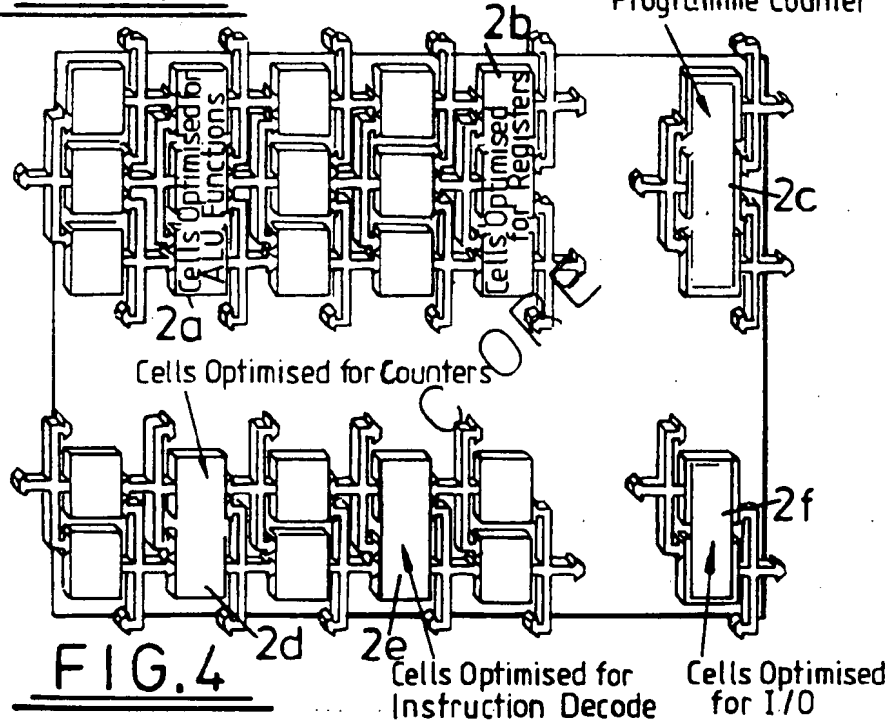 Programme Counter
2b
Cells Optimised for
ALU Functions
Cells Optimised
for Registers
2c
2a
CORE
Cells Optimised for Counters
2f
2d
2e
FIG.4
Cells Optimised for
Instruction Decode
Cells Optimised
for I/O